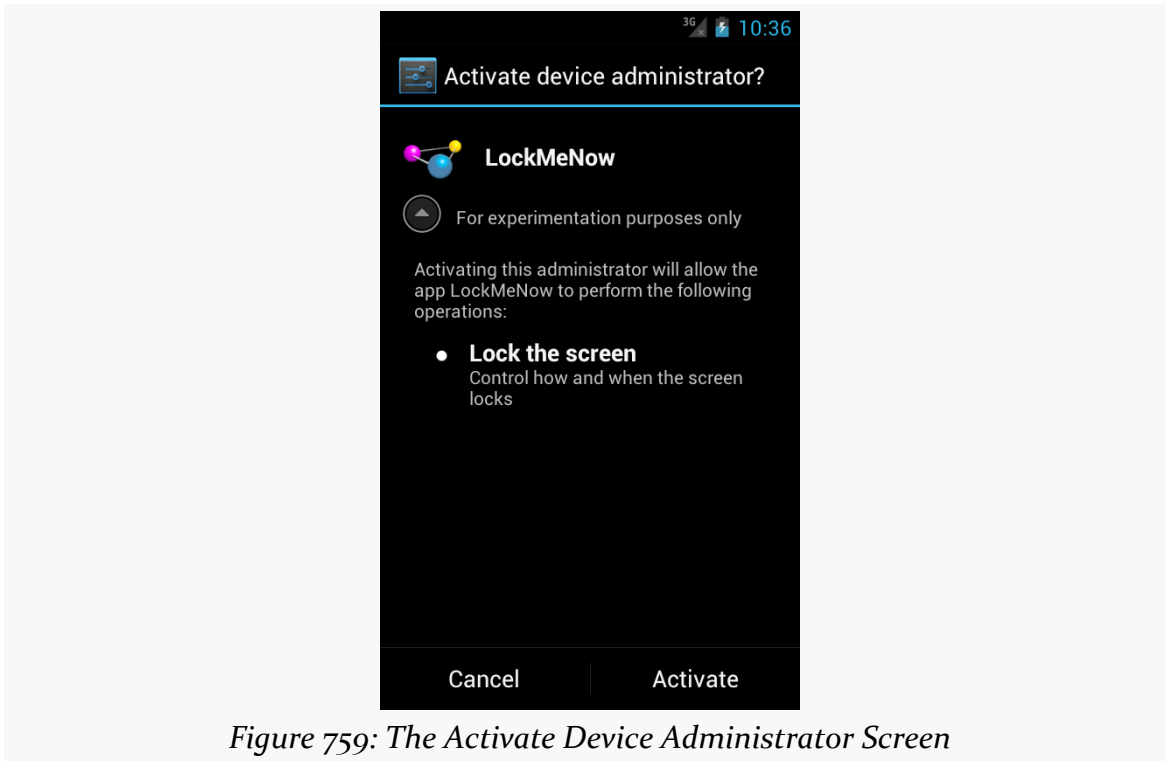 3G 10:36
Activate device administrator?
LockMeNow
For experimentation purposes only
Activating this administrator will allow the
app LockMeNow to perform the following
operations:
Lock the screen
Control how and when the screen
locks
Cancel Activate
Figure 759: The Activate Device Administrator Screen